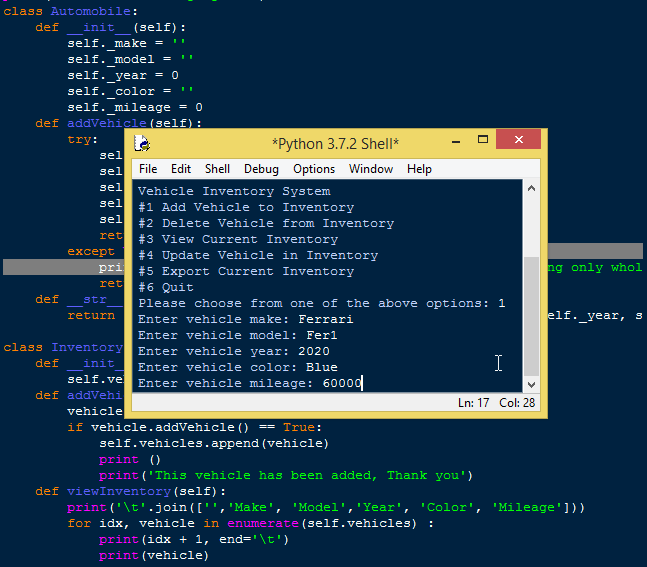 class Automobile:
def __init__(self):
self._make = ''
self._model = ''
self._year = 0
self._color = ''
self._mileage = 0
def addVehicle(self):
try:
*Python 3.7.2 Shell*
File Edit Shell Debug Options Window Help
Vehicle Inventory System
#1 Add Vehicle to Inventory
#2 Delete Vehicle from Inventory
#3 View Current Inventory
#4 Update Vehicle in Inventory
#5 Export Current Inventory
#6 Quit
Please choose from one of the above options: 1
Enter vehicle make: Ferrari
Enter vehicle model: Fer1
Enter vehicle year: 2020
Enter vehicle color: Blue
Enter vehicle mileage: 60000
Ln: 17 Col: 28
sel
sel
sel
sel
sel
ret
except
prin ng only whol
ret
def __str__
return elf._year, s
class Inventory
def __init_
self.ve
def addVehi
vehicle
if vehicle.addVehicle() == True:
self.vehicles.append(vehicle)
print ()
print('This vehicle has been added, Thank you')
def viewInventory(self):
print('\t'.join(['','Make', 'Model','Year', 'Color', 'Mileage']))
for idx, vehicle in enumerate(self.vehicles) :
print(idx + 1, end='\t')
print(vehicle)